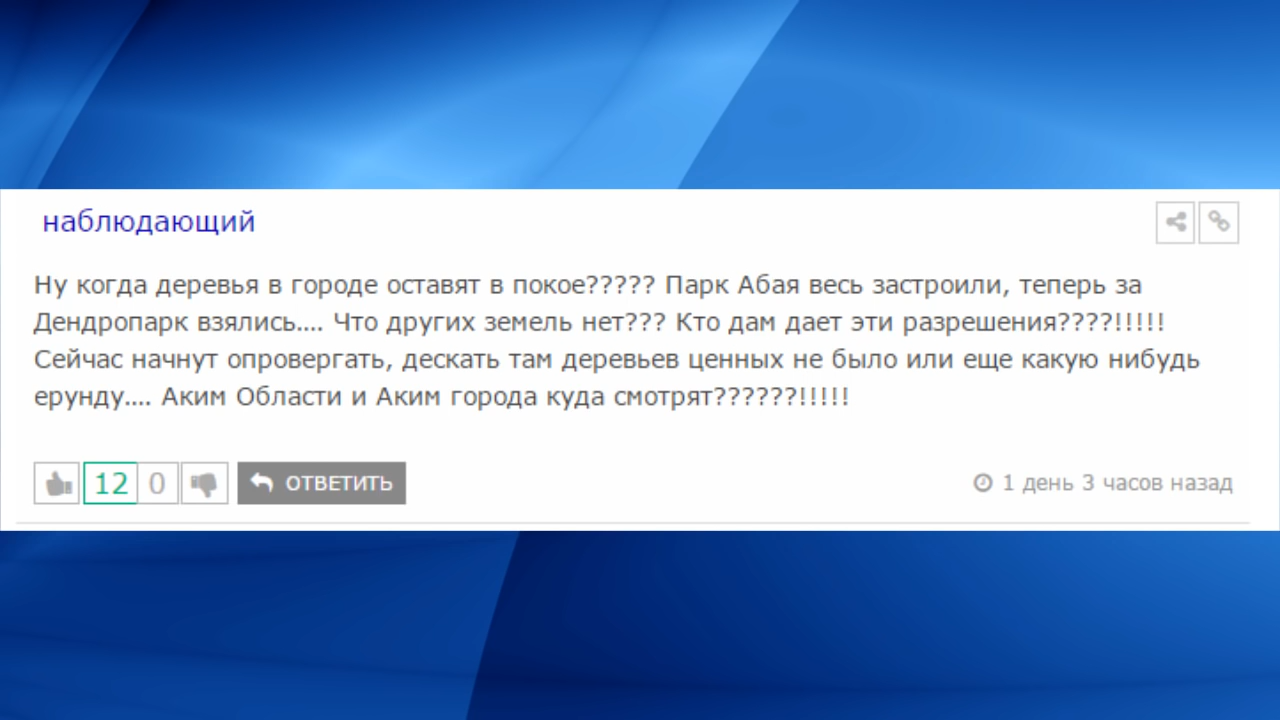 наблюдающий
Ну когда деревья в городе оставят в покое????? Парк Абая весь застроили, теперь за
Дендропарк взялись.... Что других земель нет??? Кто дам дает эти разрешения????!!!!!
Сейчас начнут опровергать, дескать там деревьев ценных не было или еще какую нибудь
ерунду.... Аким Области и Аким города куда смотрят??????!!!!!
12 0 ОТВЕТИТЬ 1 день 3 часов назад